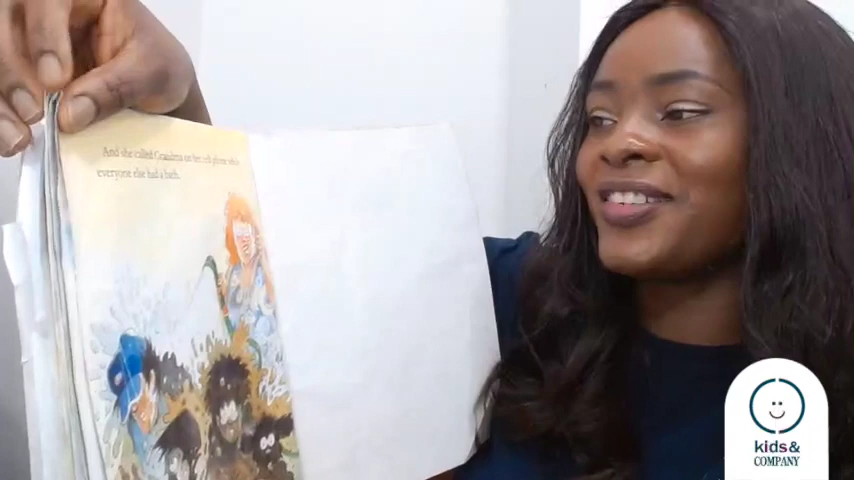 And she called Grandma on her cell phone while
everyone else had a bath.
kids&
COMPANY